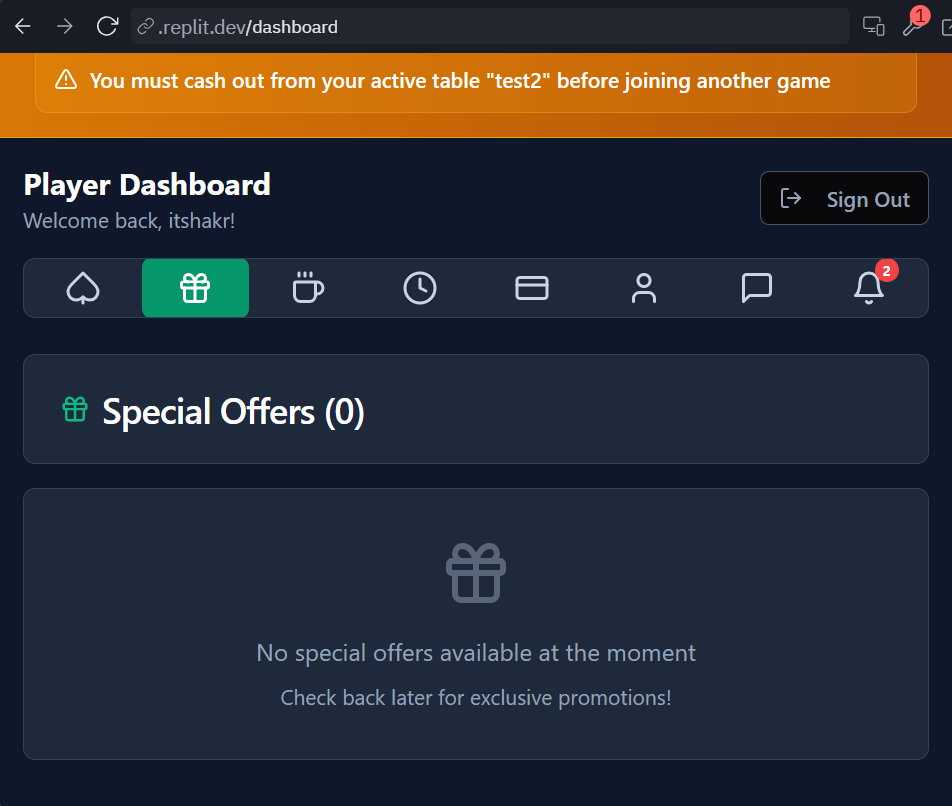 .replit.dev/dashboard
1
You must cash out from your active table "test2" before joining another game
Player Dashboard
Welcome back, itshakr!
Sign Out
2
Special Offers (0)
No special offers available at the moment
Check back later for exclusive promotions!